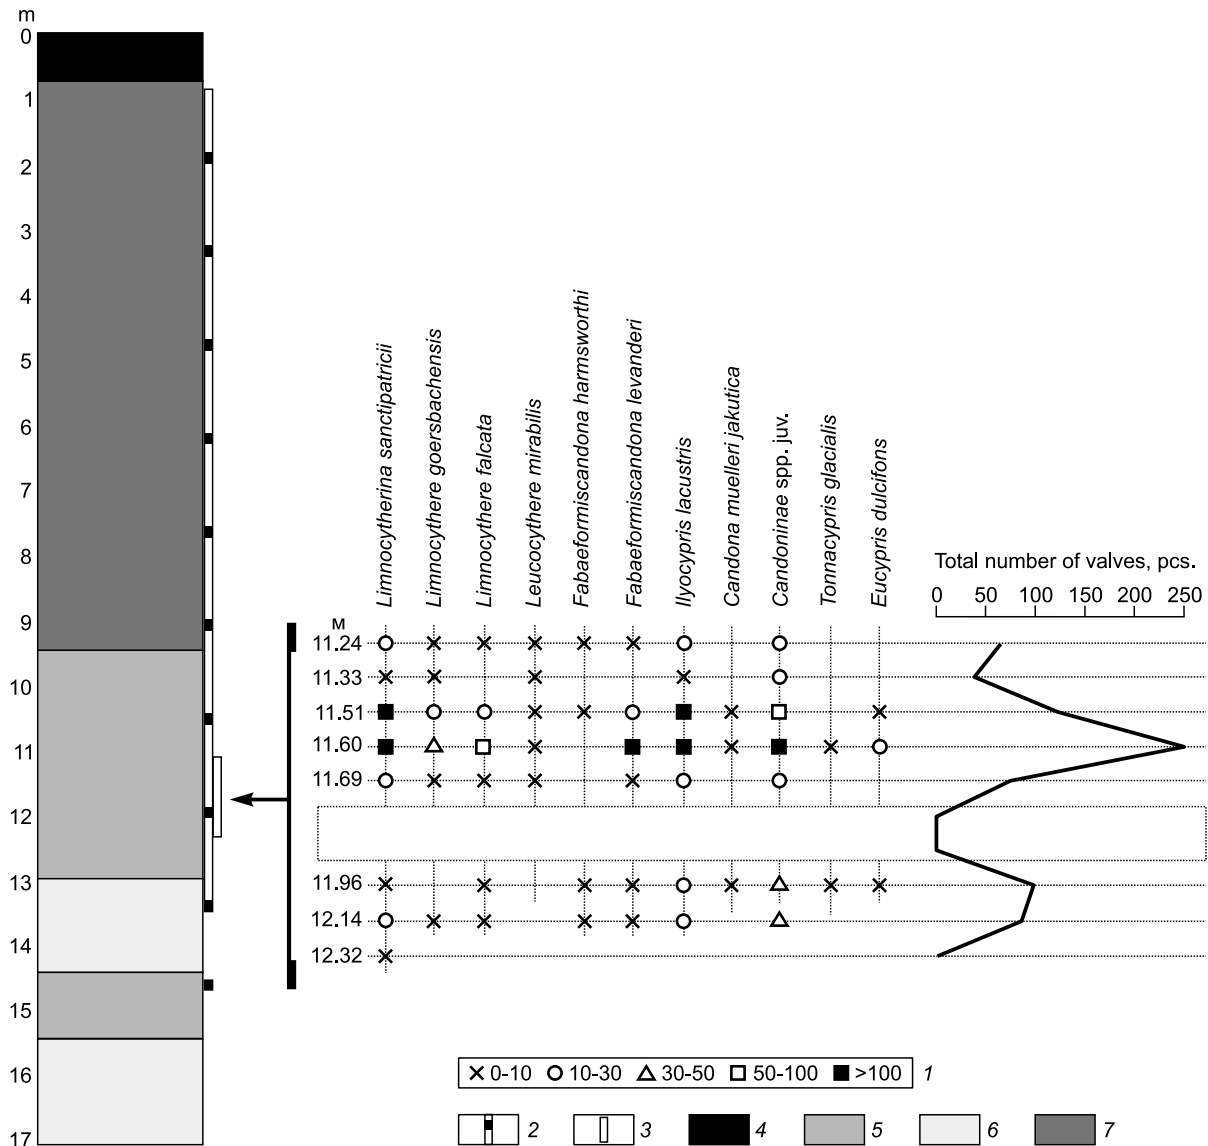 m
0
1
2
3
4
5
6
7
8
9
10
11
12
13
14
15
16
17
Limnocytherina sanctipatricii
Limnocythere goersbachensis
Limnocythere falcata
Leucocythere mirabilis
Fabaeformiscandona harmsworthi
Fabaeformiscandona levanderi
Ilyocypris lacustris
Candona muelleri jakutica
Candoninae spp. juv.
Tonnacypris glacialis
Eucypris dulcifons
Total number of valves, pcs.
0 50 100 150 200 250
м
11.24
11.33
11.51
11.60
11.69
11.96
12.14
12.32
0-10 10-30 30-50 50-100 >100 1
2 3 4 5 6 7